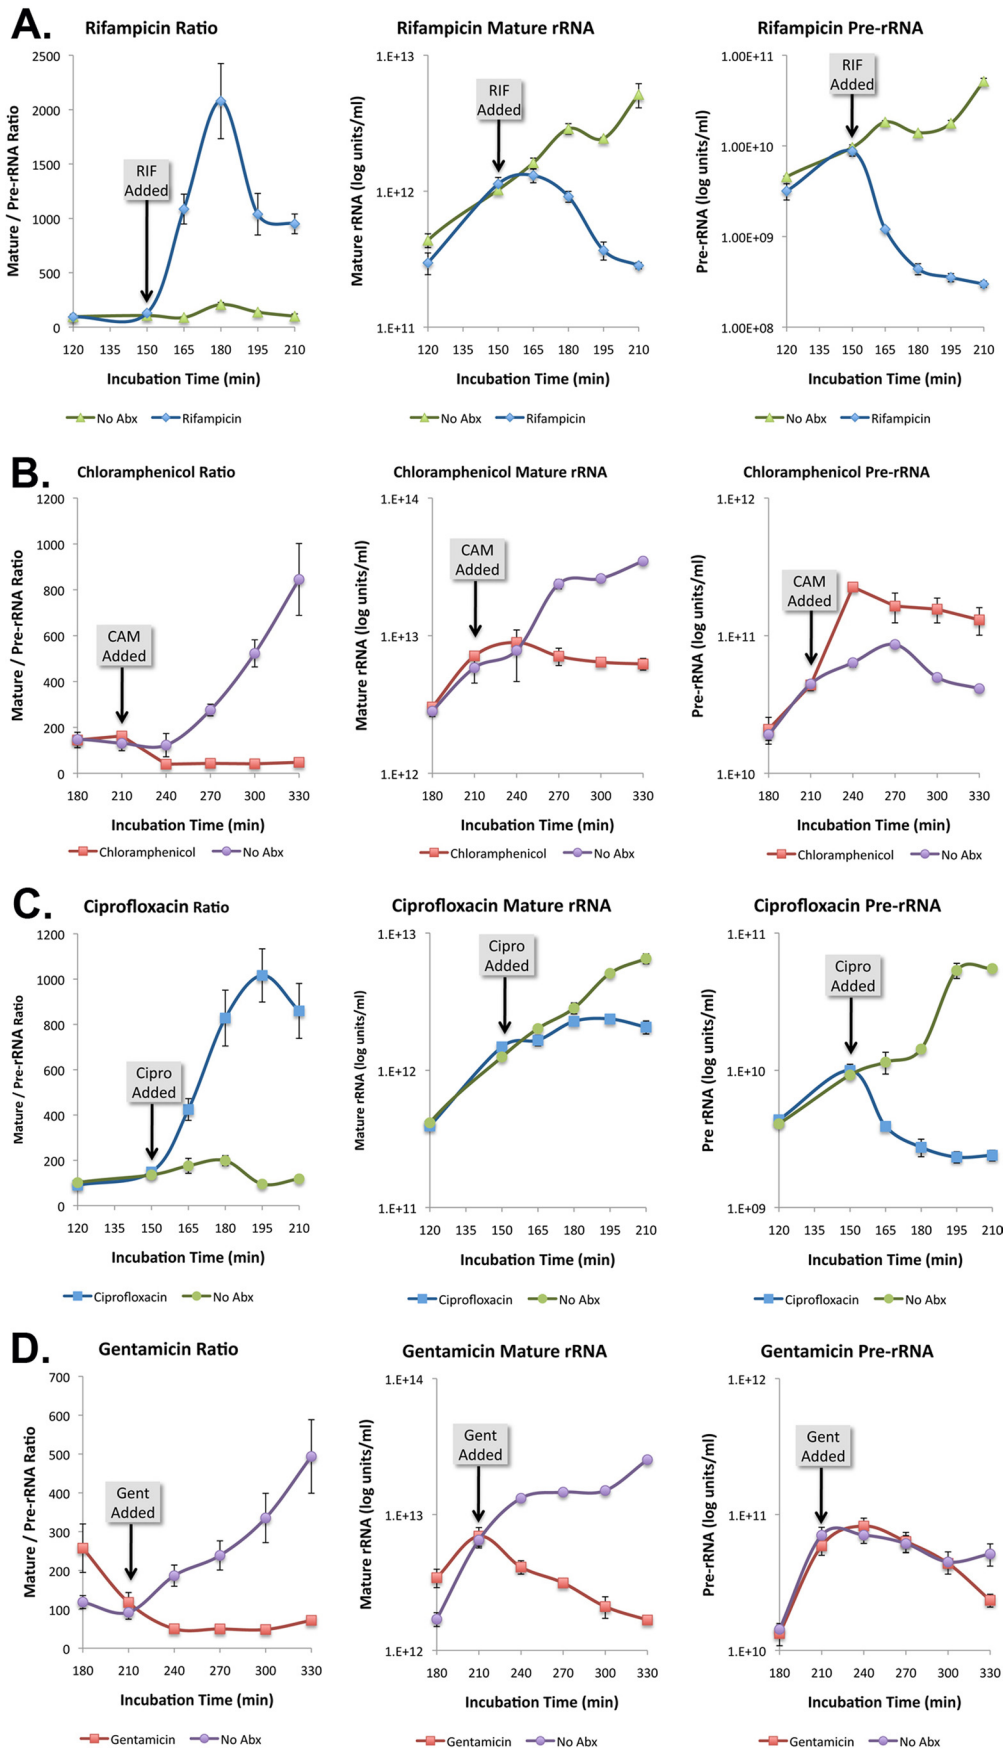 A.
Rifampicin Ratio
Mature / Pre-rRNA Ratio
2500
2000
1500
1000
500
0
RIF
Added
120 135 150 165 180 195 210
Incubation Time (min)
No Abx Rifampicin
Rifampicin Mature rRNA
Mature rRNA (log units/ml)
1.E+13
1.E+12
1.E+11
RIF
Added
120 135 150 165 180 195 210
Incubation Time (min)
No Abx Rifampicin
Rifampicin Pre-rRNA
Pre-rRNA (log units/ml)
1.00E+11
1.00E+10
1.00E+09
1.00E+08
RIF
Added
120 135 150 165 180 195 210
Incubation Time (min)
No Abx Rifampicin
B.
Chloramphenicol Ratio
Mature / Pre-rRNA Ratio
1200
1000
800
600
400
200
0
CAM
Added
180 210 240 270 300 330
Incubation Time (min)
Chloramphenicol No Abx
Chloramphenicol Mature rRNA
Mature rRNA (log units/ml)
1.E+14
1.E+13
1.E+12
CAM
Added
180 210 240 270 300 330
Incubation Time (min)
Chloramphenicol No Abx
Chloramphenicol Pre-rRNA
Pre-rRNA (log units/ml)
1.E+12
1.E+11
1.E+10
CAM
Added
180 210 240 270 300 330
Incubation Time (min)
Chloramphenicol No Abx
C.
Ciprofloxacin Ratio
Mature / Pre-rRNA Ratio
1200
1000
800
600
400
200
0
Cipro
Added
120 135 150 165 180 195 210
Incubation Time (min)
Ciprofloxacin No Abx
Ciprofloxacin Mature rRNA
Mature rRNA (log units/ml)
1.E+13
1.E+12
1.E+11
Cipro
Added
120 135 150 165 180 195 210
Incubation Time (min)
Ciprofloxacin No Abx
Ciprofloxacin Pre-rRNA
Pre rRNA (log units/ml)
1.E+11
1.E+10
1.E+09
Cipro
Added
120 135 150 165 180 195 210
Incubation Time (min)
Ciprofloxacin No Abx
D.
Gentamicin Ratio
Mature / Pre-rRNA Ratio
700
600
500
400
300
200
100
0
Gent
Added
180 210 240 270 300 330
Incubation Time (min)
Gentamicin No Abx
Gentamicin Mature rRNA
Mature rRNA (log units/ml)
1.E+14
1.E+13
1.E+12
Gent
Added
180 210 240 270 300 330
Incubation Time (min)
Gentamicin No Abx
Gentamicin Pre-rRNA
Pre-rRNA (log units/ml)
1.E+12
1.E+11
1.E+10
Gent
Added
180 210 240 270 300 330
Incubation Time (min)
Gentamicin No Abx